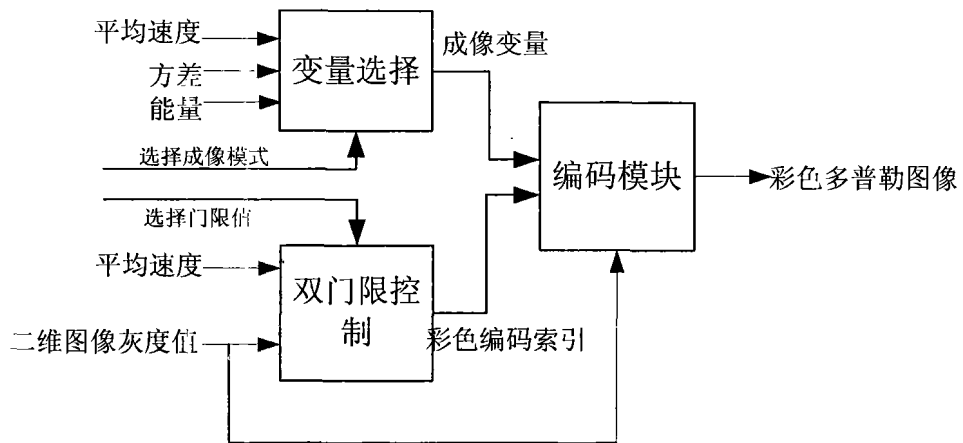 平均速度
方差
能量
变量选择
成像变量
选择成像模式
选择门限值
编码模块
彩色多普勒图像
平均速度
二维图像灰度值
双门限控
制
彩色编码索引